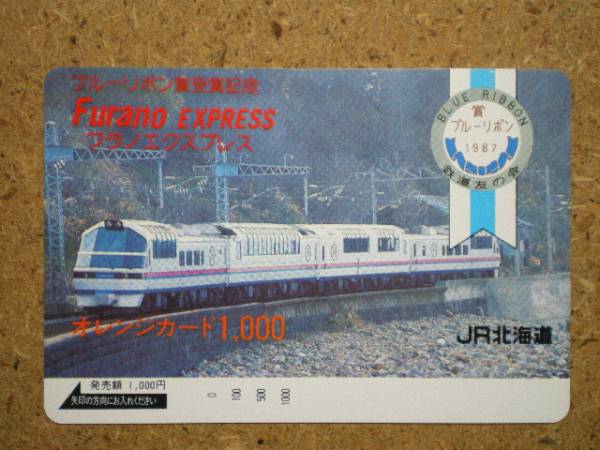 ブルーリボン賞受賞記念
Furano EXPRESS
フラノエクスプレス
BLUE RIBBON
賞
ブルーリボン
1987
鉄道友の会
オレンジカード1,000
JR北海道
発売額 1,000円
矢印の方向にお入れください
0 100 500 1000